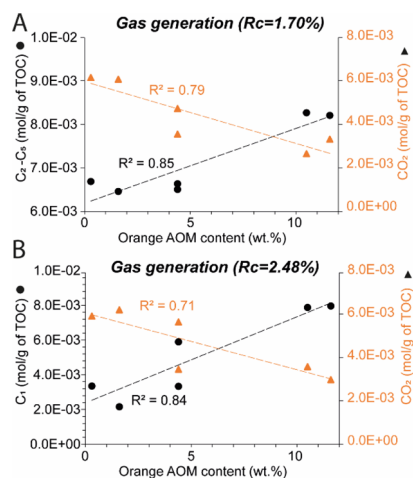 A
Gas generation (Rc=1.70%)
1.0E-02
9.0E-03
8.0E-03
7.0E-03
6.0E-03
C₂-C₅ (mol/g of TOC)
R² = 0.79
R² = 0.85
8.0E-03
6.0E-03
4.0E-03
2.0E-03
0.0E+00
CO₂ (mol/g of TOC)
0
5
10
Orange AOM content (wt.%)
B
Gas generation (Rc=2.48%)
1.0E-02
8.0E-03
6.0E-03
4.0E-03
2.0E-03
0.0E+00
C₁ (mol/g of TOC)
R² = 0.71
R² = 0.84
8.0E-03
6.0E-03
4.0E-03
2.0E-03
0.0E+00
CO₂ (mol/g of TOC)
0
5
10
Orange AOM content (wt.%)